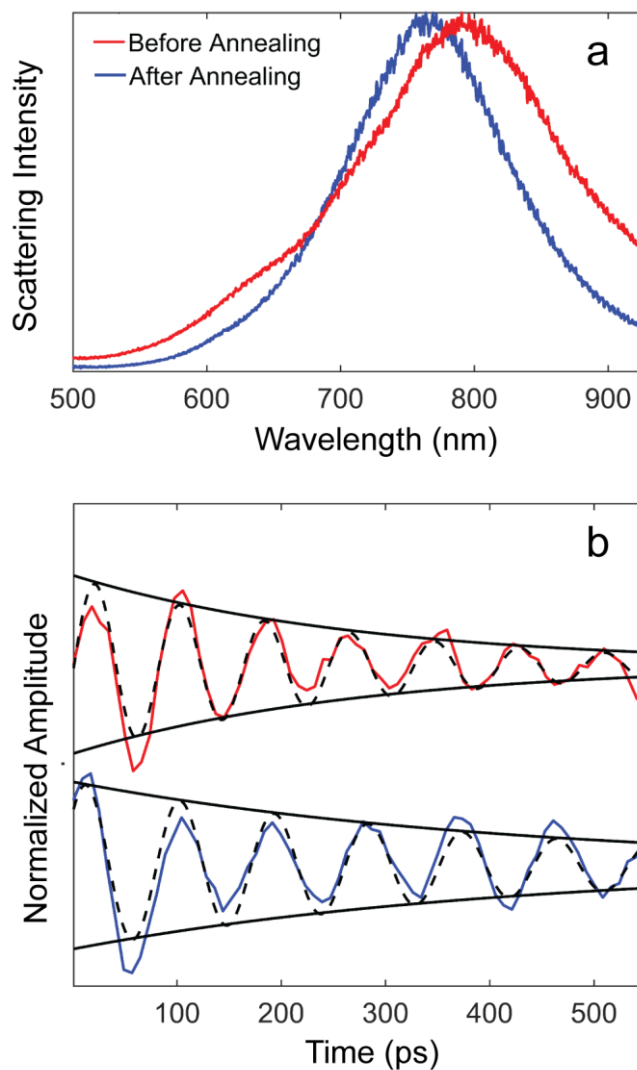 a
Before Annealing
After Annealing
Scattering Intensity
500 600 700 800 900
Wavelength (nm)
b
Normalized Amplitude
100 200 300 400 500
Time (ps)